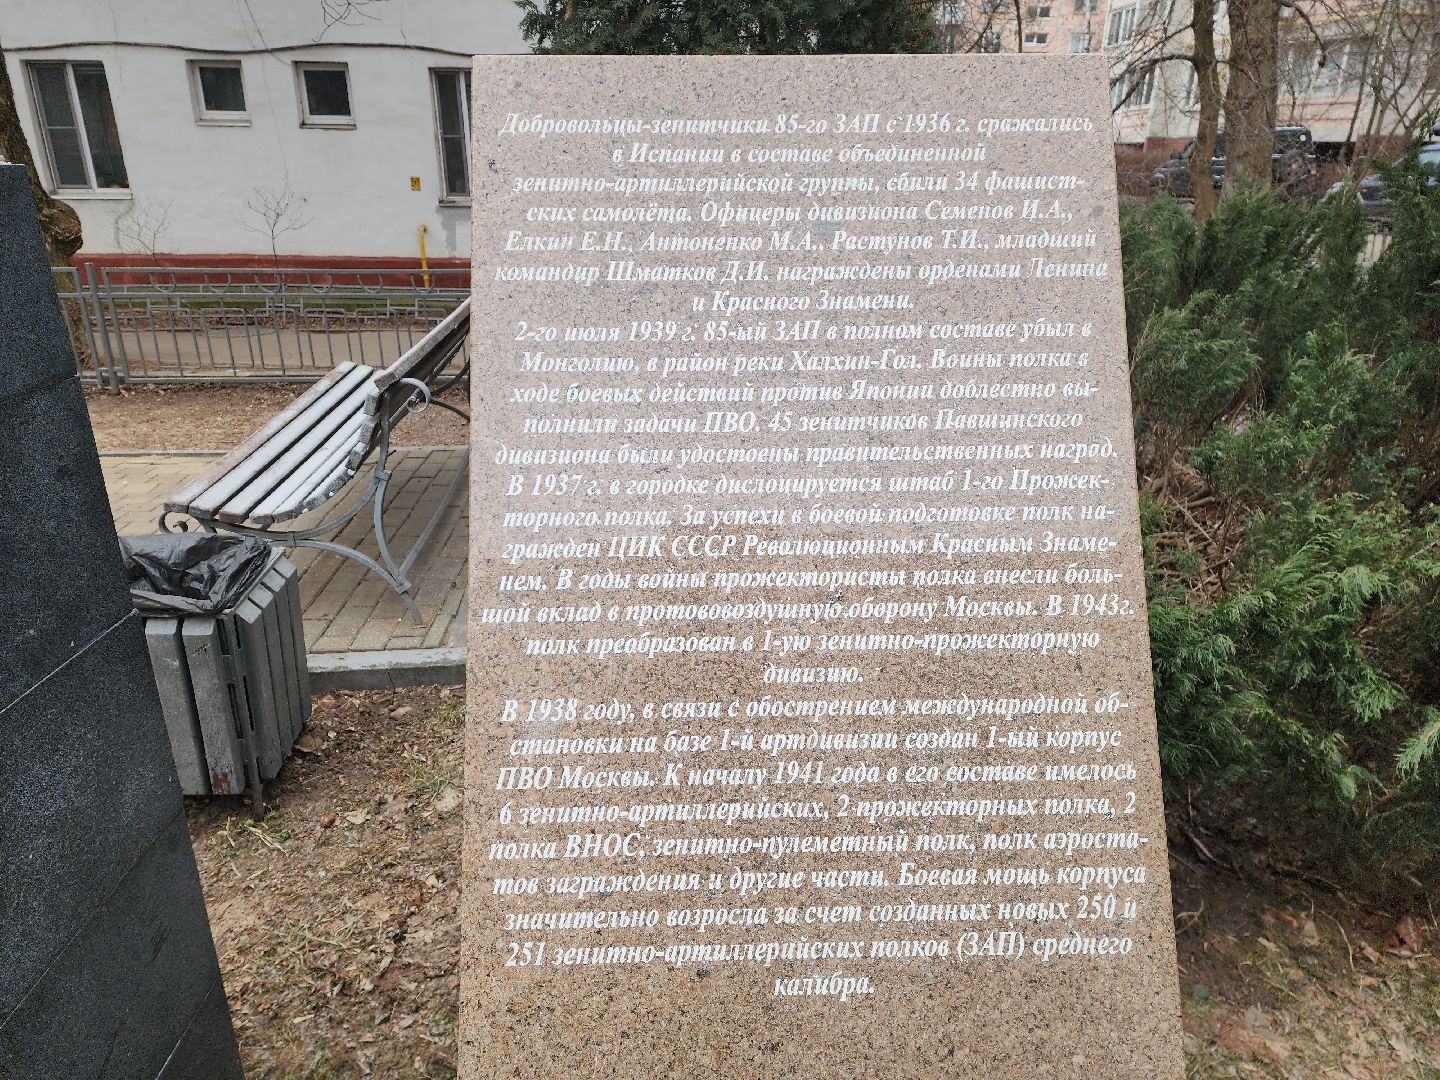 Добровольцы-зенитчики 85-го ЗАП с 1936 г. сражались
в Испании в составе объединенной
зенитно-артиллерийской группы, сбили 34 фашист-
ских самолёта. Офицеры дивизиона Семенов И.А.,
Елкин Е.Н., Антоненко М.А., Растунов Т.И., младший
командир Шматков Д.И. награждены орденами Ленина
и Красного Знамени.
2-го июля 1939 г. 85-ый ЗАП в полном составе убыл в
Монголию, в район реки Халхин-Гол. Воины полка в
ходе боевых действий против Японии доблестно вы-
полнили задачи ПВО. 45 зенитчиков Павшинского
дивизиона были удостоены правительственных наград.
В 1937 г. в городке дислоцируется штаб 1-го Прожек-
торного полка. За успехи в боевой подготовке полк на-
гражден ЦИК СССР Революционным Красным Знаме-
нем. В годы войны прожектористы полка внесли боль-
шой вклад в протововоздушную оборону Москвы. В 1943г.
полк преобразован в 1-ую зенитно-прожекторную
дивизию.
В 1938 году, в связи с обострением международной об-
становки на базе 1-й артдивизии создан 1-ый корпус
ПВО Москвы. К началу 1941 года в его составе имелось
6 зенитно-артиллерийских, 2 прожекторных полка, 2
полка ВНОС, зенитно-пулеметный полк, полк аэроста-
тов заграждения и другие части. Боевая мощь корпуса
значительно возросла за счет созданных новых 250 и
251 зенитно-артиллерийских полков (ЗАП) среднего
калибра.